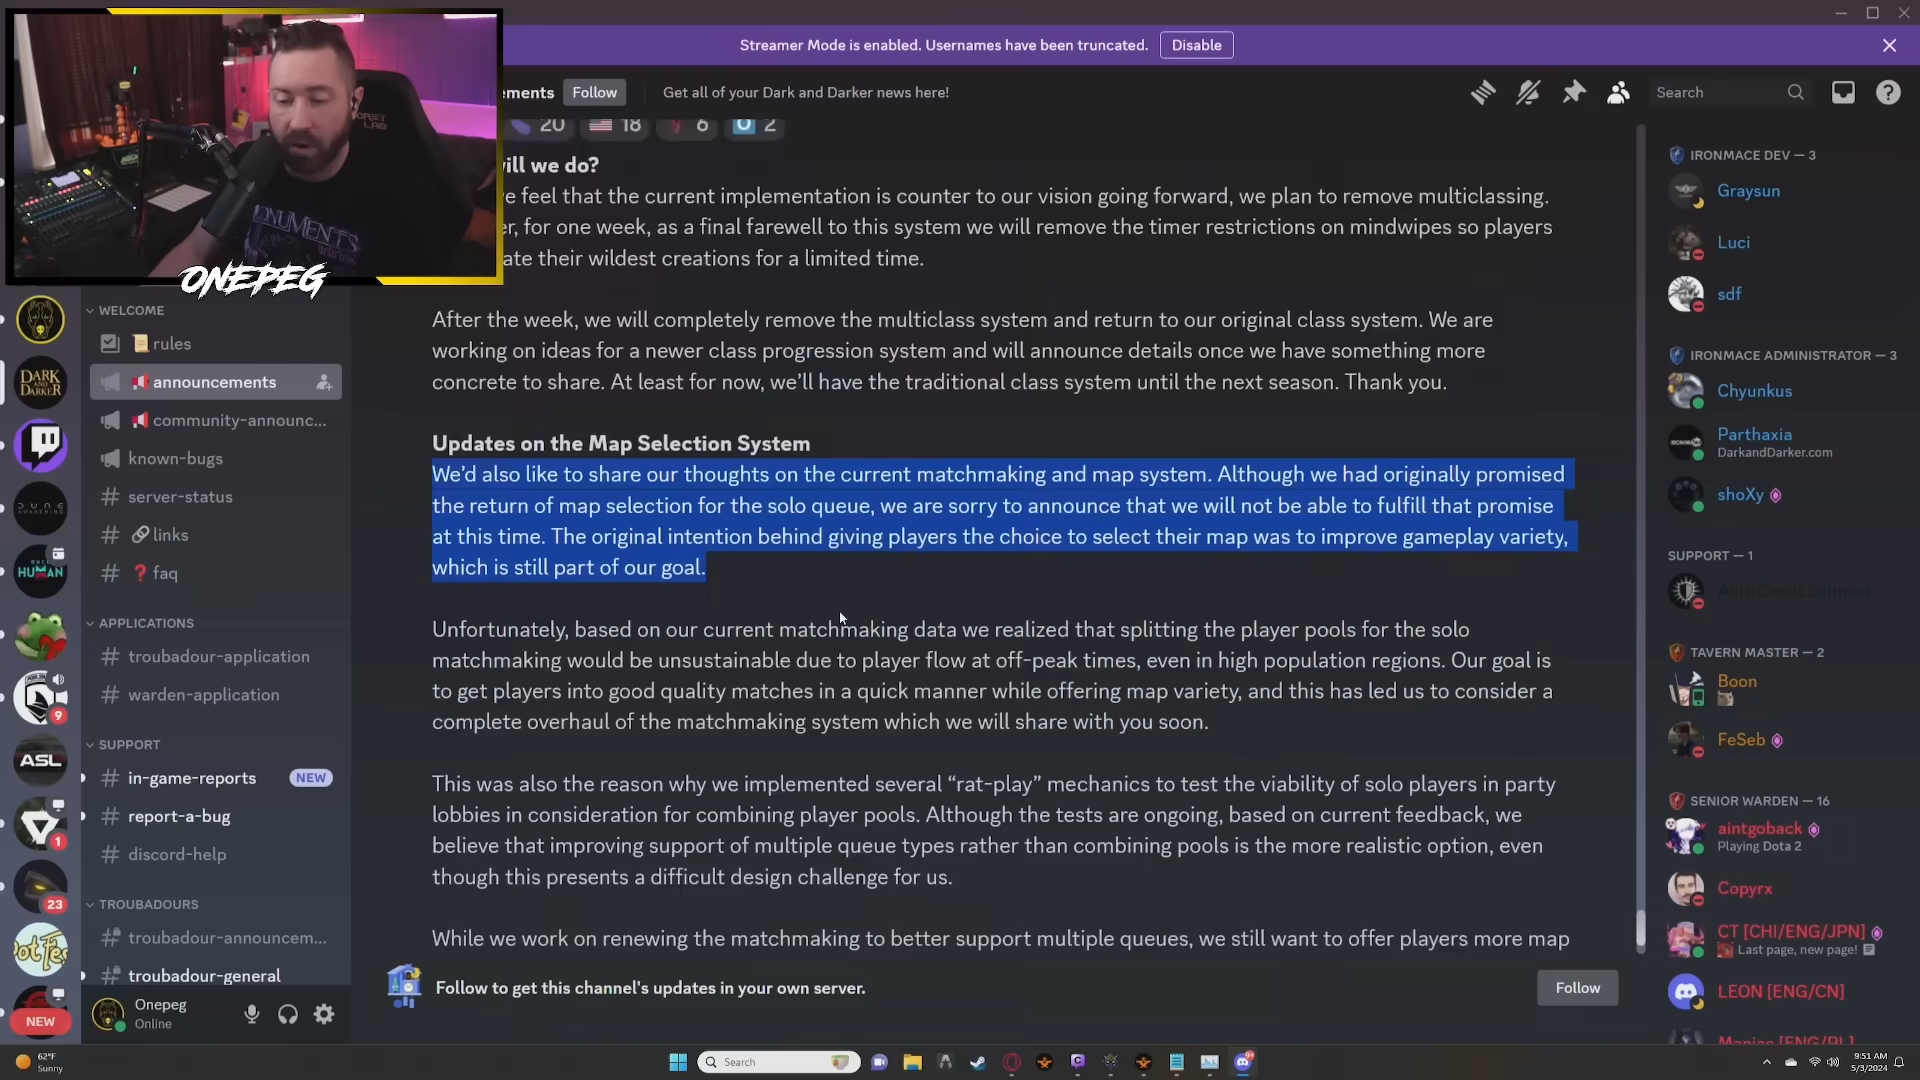 Streamer Mode is enabled. Usernames have been truncated. Disable
ements Follow Get all of your Dark and Darker news here! Search
20 18 6 2
ill we do?
e feel that the current implementation is counter to our vision going forward, we plan to remove multiclassing.
er, for one week, as a final farewell to this system we will remove the timer restrictions on mindwipes so players
ate their wildest creations for a limited time.
After the week, we will completely remove the multiclass system and return to our original class system. We are
working on ideas for a newer class progression system and will announce details once we have something more
concrete to share. At least for now, we'll have the traditional class system until the next season. Thank you.
Updates on the Map Selection System
We'd also like to share our thoughts on the current matchmaking and map system. Although we had originally promised
the return of map selection for the solo queue, we are sorry to announce that we will not be able to fulfill that promise
at this time. The original intention behind giving players the choice to select their map was to improve gameplay variety,
which is still part of our goal.
Unfortunately, based on our current matchmaking data we realized that splitting the player pools for the solo
matchmaking would be unsustainable due to player flow at off-peak times, even in high population regions. Our goal is
to get players into good quality matches in a quick manner while offering map variety, and this has led us to consider a
complete overhaul of the matchmaking system which we will share with you soon.
This was also the reason why we implemented several “rat-play” mechanics to test the viability of solo players in party
lobbies in consideration for combining player pools. Although the tests are ongoing, based on current feedback, we
believe that improving support of multiple queue types rather than combining pools is the more realistic option, even
though this presents a difficult design challenge for us.
While we work on renewing the matchmaking to better support multiple queues, we still want to offer players more map
Follow to get this channel's updates in your own server. Follow
MONUMENTS
ONEPEG
DARK AND DARKER
DUNE
HUMAN
9
ASL
1
23
NEW
WELCOME
rules
announcements
community-announc...
known-bugs
server-status
links
faq
APPLICATIONS
troubadour-application
warden-application
SUPPORT
in-game-reports NEW
report-a-bug
discord-help
TROUBADOURS
troubadour-announcem...
troubadour-general
Onepeg
Online
IRONMACE DEV — 3
Graysun
Luci
sdf
IRONMACE ADMINISTRATOR — 3
Chyunkus
Parthaxia
DarkandDarker.com
shoXy
SUPPORT — 1
TAVERN MASTER — 2
Boon
FeSeb
SENIOR WARDEN — 16
aintgoback
Playing Dota 2
Copyrx
CT [CHI/ENG/JPN]
Last page, new page!
LEON [ENG/CN]
Maniac [ENG/PL]
62°F
Sunny
Search
9:51 AM
5/3/2024